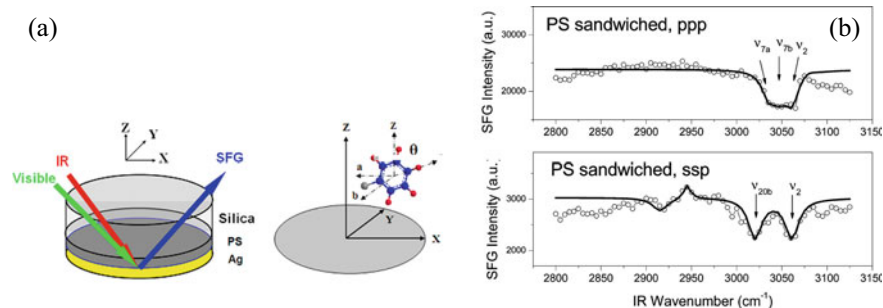 (a)
Z
Y
X
IR
Visible
SFG
Silica
PS
Ag
Z
z
θ
a
b
Y
X
(b)
PS sandwiched, ppp
ν7a
ν7b
ν2
SFG Intensity (a.u.)
30000
20000
2800 2850 2900 2950 3000 3050 3100 3150
PS sandwiched, ssp
ν20b
ν2
SFG Intensity (a.u.)
3000
2000
2800 2850 2900 2950 3000 3050 3100 3150
IR Wavenumber (cm-1)